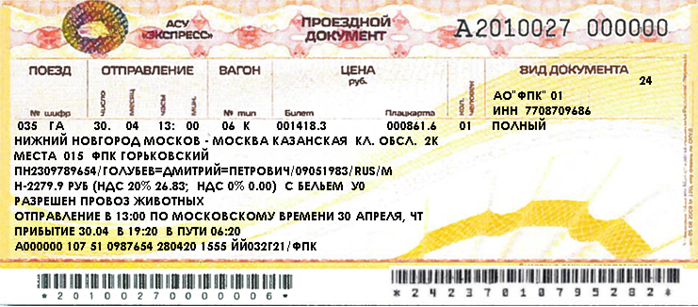 АСУ «ЭКСПРЕСС» ПРОЕЗДНОЙ ДОКУМЕНТ А2010027 000000
ПОЕЗД ОТПРАВЛЕНИЕ ВАГОН ЦЕНА руб. ВИД ДОКУМЕНТА
24
№ шифр число месяц часы мин. № тип Билет Плацкарта кол. человек АО"ФПК" 01
ИНН 7708709686
035 ГА 30. 04 13: 00 06 К 001418.3 000861.6 01 ПОЛНЫЙ
НИЖНИЙ НОВГОРОД МОСКОВ - МОСКВА КАЗАНСКАЯ КЛ. ОБСЛ. 2К
МЕСТА 015 ФПК ГОРЬКОВСКИЙ
ПН2309789654/ГОЛУБЕВ=ДМИТРИЙ=ПЕТРОВИЧ/09051983/RUS/М
Н-2279.9 РУБ (НДС 20% 26.83; НДС 0% 0.00) С БЕЛЬЕМ У0
РАЗРЕШЕН ПРОВОЗ ЖИВОТНЫХ
ОТПРАВЛЕНИЕ В 13:00 ПО МОСКОВСКОМУ ВРЕМЕНИ 30 АПРЕЛЯ, ЧТ
ПРИБЫТИЕ 30.04 В 19:20 В ПУТИ 06:20
А000000 107 51 0987654 280420 1555 ЙЙ032Г21/ФПК
*20100270000006*
*24237010795282*